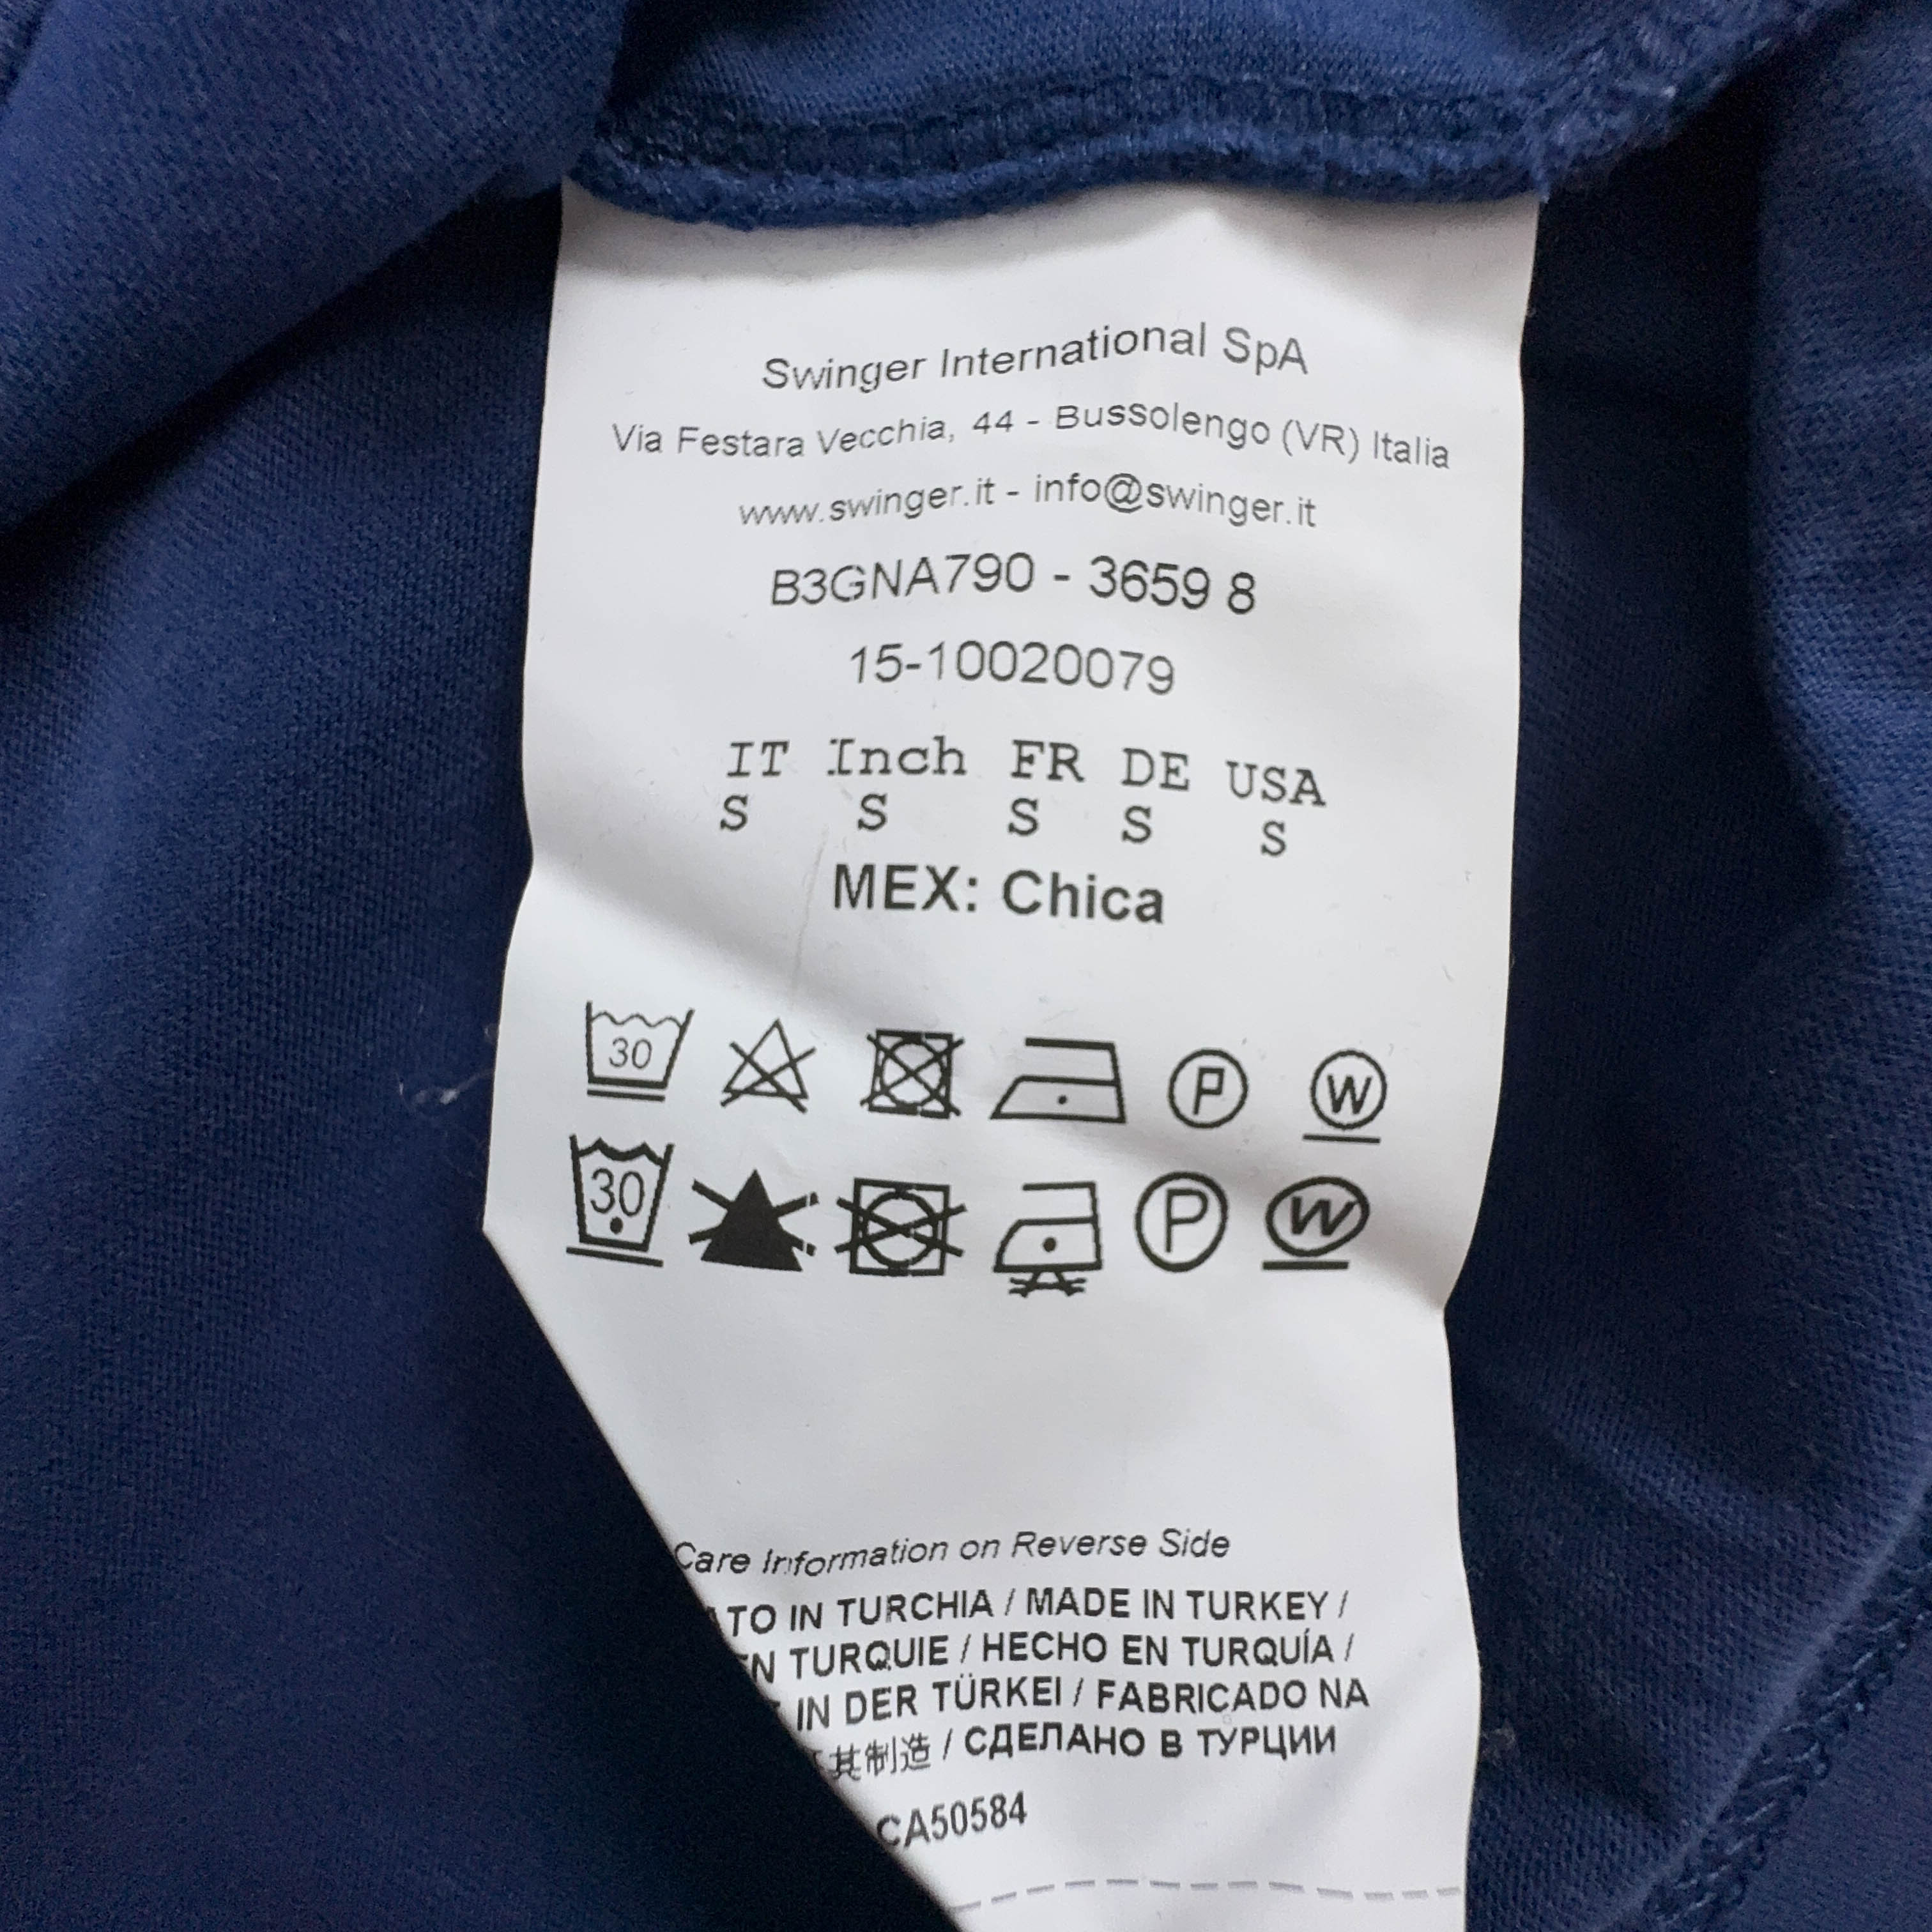 Swinger International SpA
Via Festara Vecchia, 44 - Bussolengo (VR) Italia
www.swinger.it - info@swinger.it
B3GNA790 - 3659 8
15-10020079
IT Inch FR DE USA
S S S S S
MEX: Chica
30 P W
30 P W
Care Information on Reverse Side
TO IN TURCHIA / MADE IN TURKEY /
EN TURQUIE / HECHO EN TURQUÍA /
IN DER TÜRKEI / FABRICADO NA
其制造 / СДЕЛАНО В ТУРЦИИ
CA50584